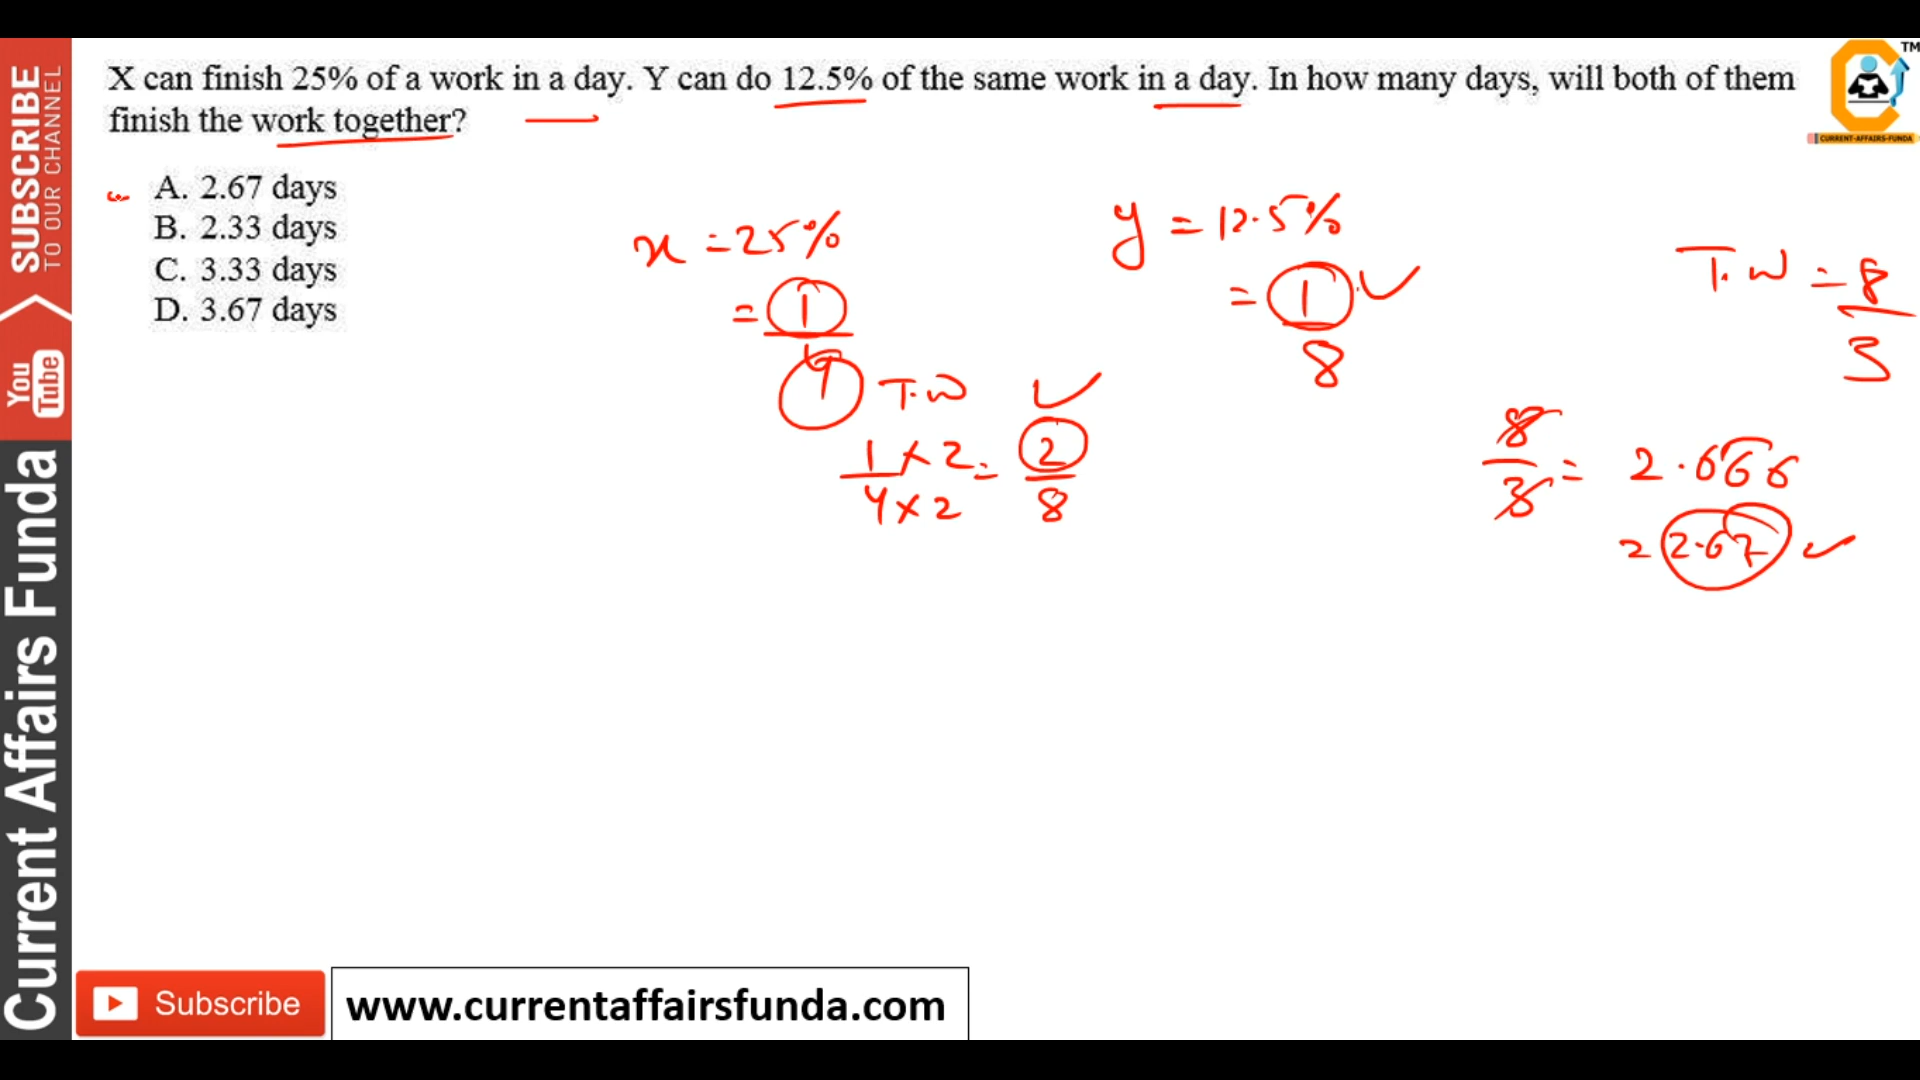 X can finish 25% of a work in a day. Y can do 12.5% of the same work in a day. In how many days, will both of them
finish the work together?
A. 2.67 days
B. 2.33 days
C. 3.33 days
D. 3.67 days
x = 25%
= 1
4
T.W
1 × 2 = 2
4 × 2 8
y = 12.5%
= 1
8
T.W = 8
3
8 = 2.666
3
= 2.67
TM
CURRENT-AFFAIRS-FUNDA
SUBSCRIBE
TO OUR CHANNEL
You
Tube
Current Affairs Funda
Subscribe
www.currentaffairsfunda.com